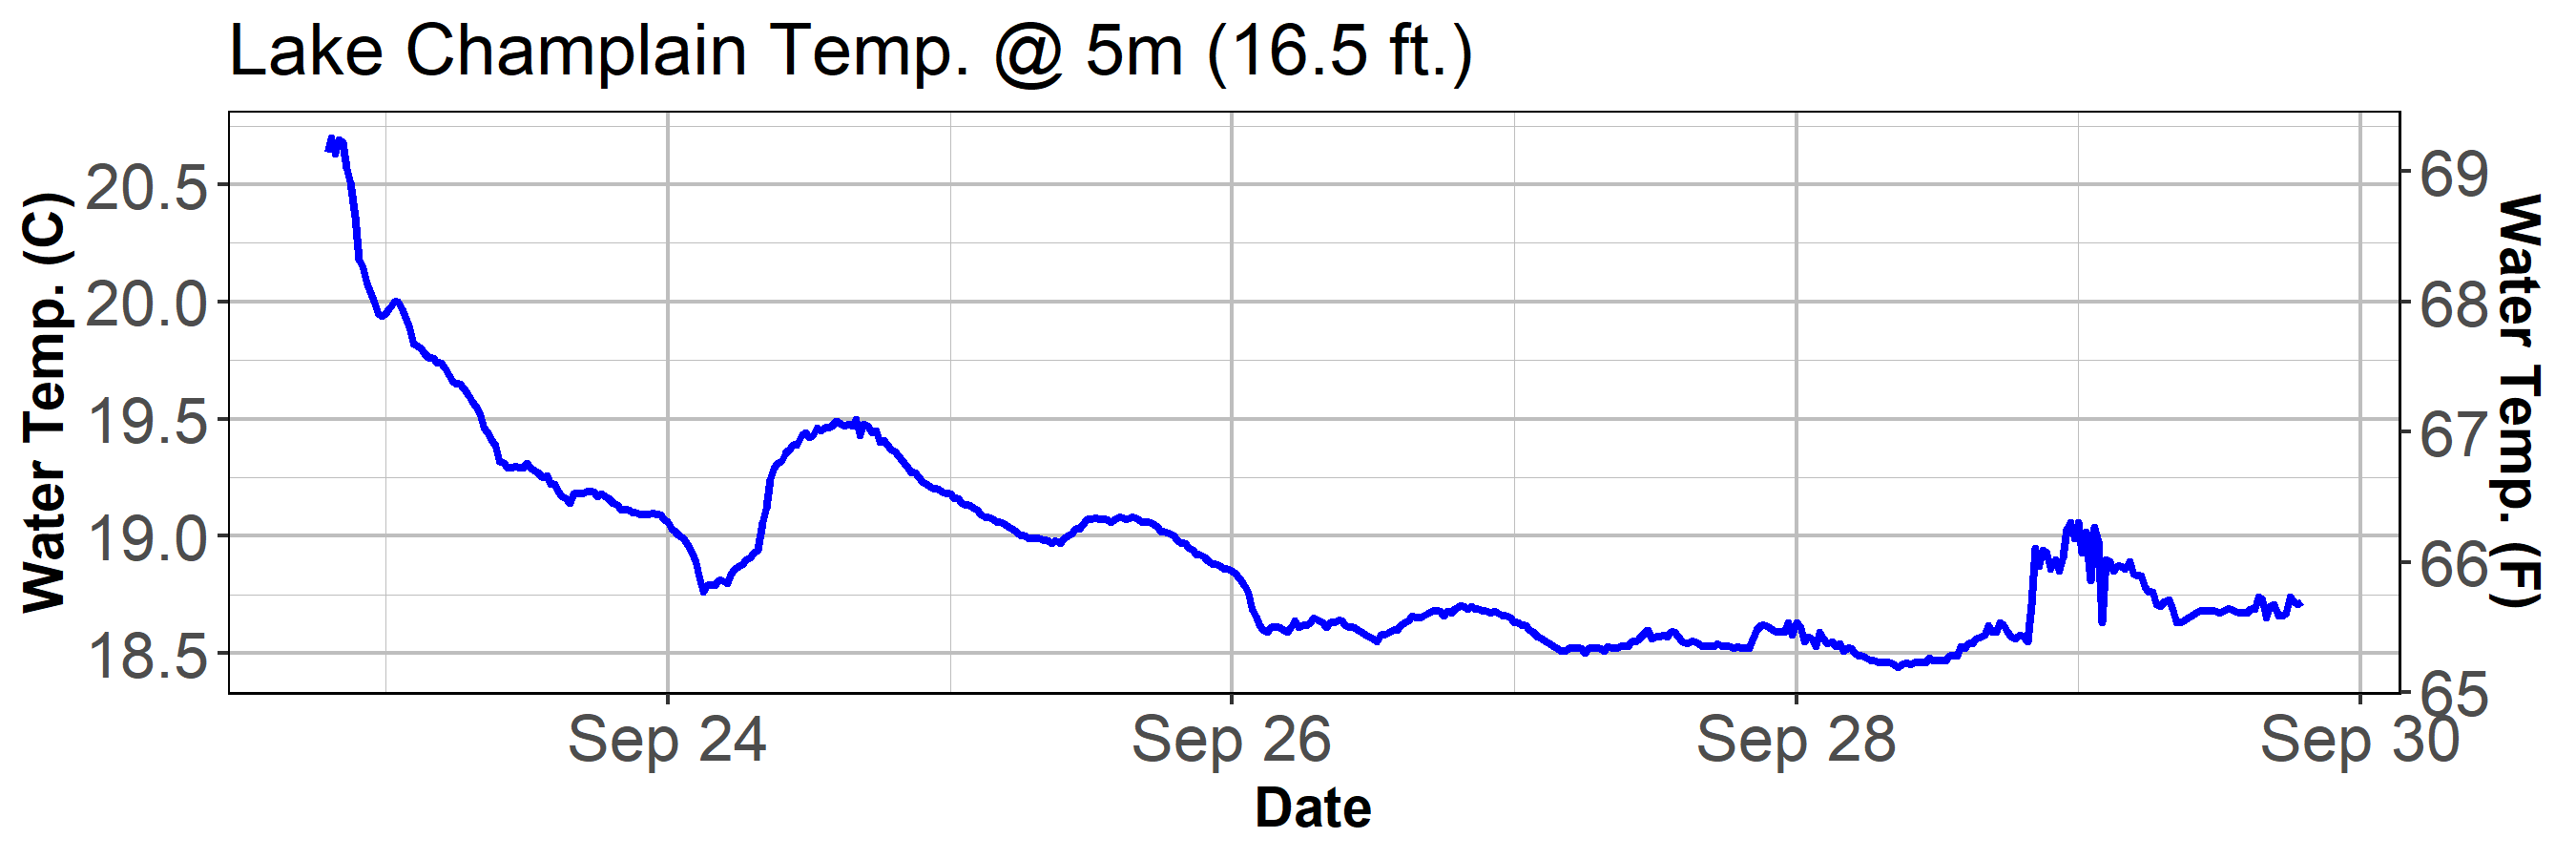 Lake Champlain Temp. @ 5m (16.5 ft.)
Water Temp. (C)
20.5
20.0
19.5
19.0
18.5
69
68
67
66
65
Water Temp. (F)
Sep 24
Sep 26
Sep 28
Sep 30
Date